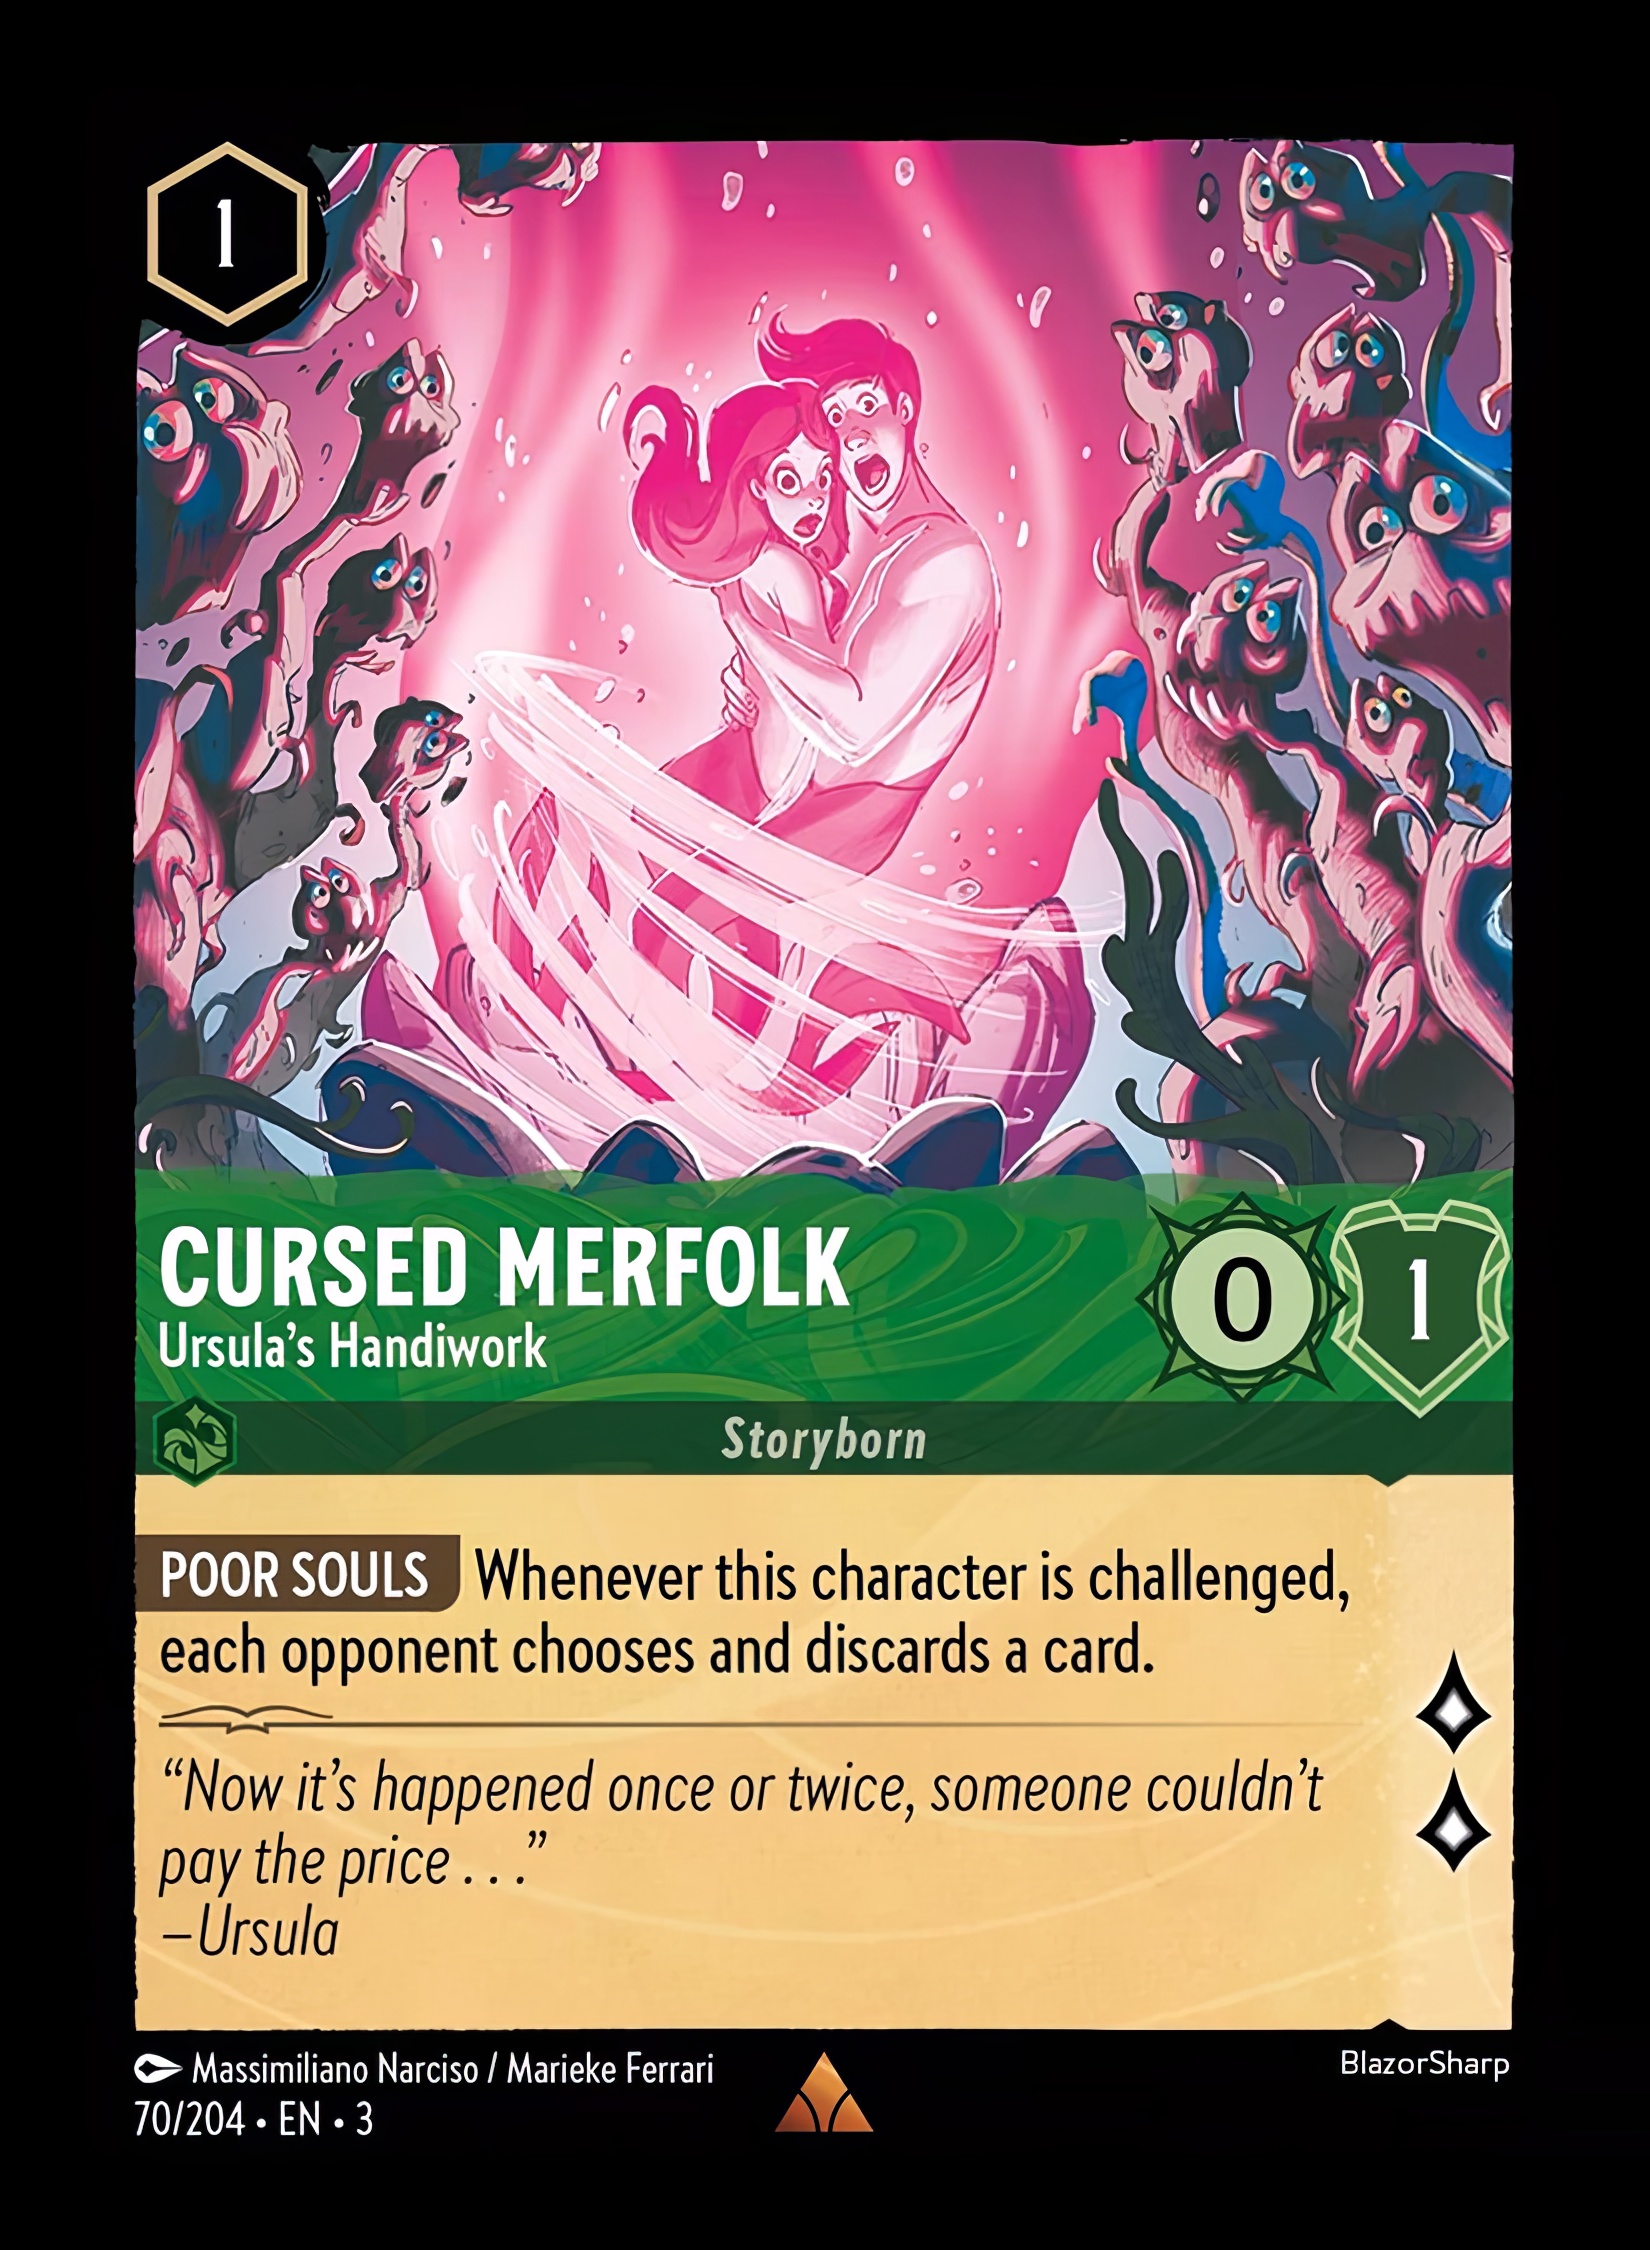 1
CURSED MERFOLK
Ursula's Handiwork
0
1
Storyborn
POOR SOULS Whenever this character is challenged,
each opponent chooses and discards a card.
“Now it’s happened once or twice, someone couldn’t
pay the price . . .”
–Ursula
Massimiliano Narciso / Marieke Ferrari
70/204 • EN • 3
BlazorSharp